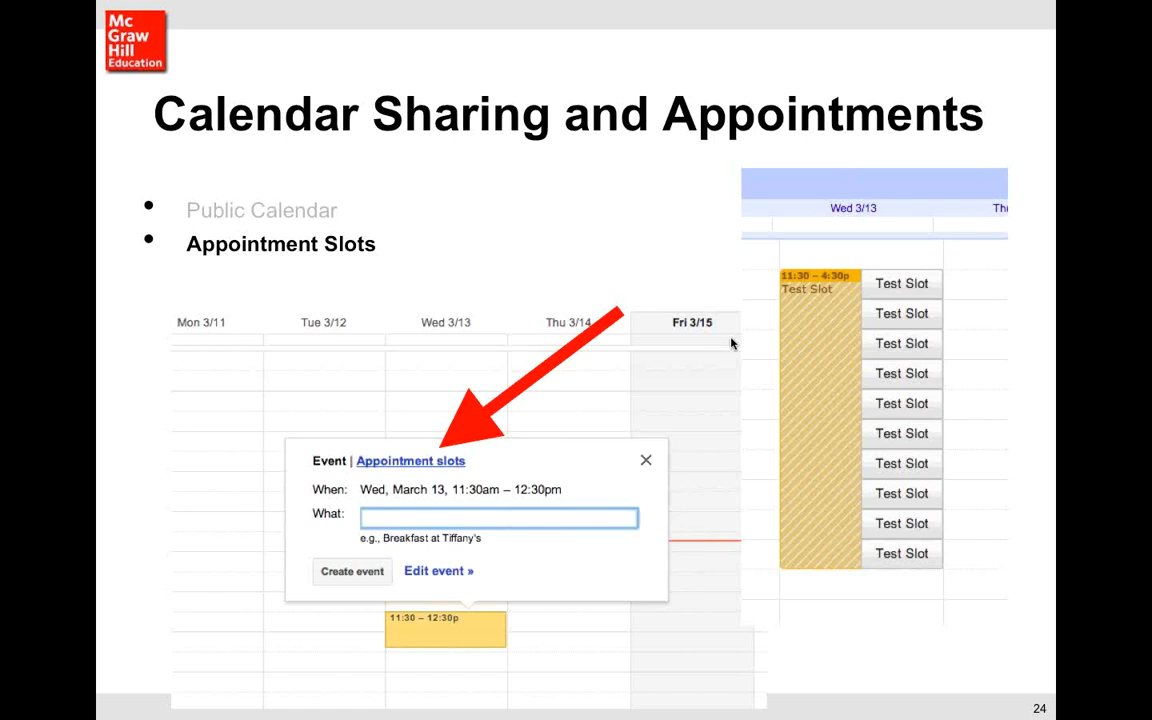 Mc
Graw
Hill
Education
Calendar Sharing and Appointments
• Public Calendar
• Appointment Slots
Mon 3/11 Tue 3/12 Wed 3/13 Thu 3/14 Fri 3/15
Event | Appointment slots
When: Wed, March 13, 11:30am – 12:30pm
What:
e.g., Breakfast at Tiffany's
Create event Edit event »
11:30 – 12:30p
Wed 3/13
11:30 – 4:30p
Test Slot
Test Slot
Test Slot
Test Slot
Test Slot
Test Slot
Test Slot
Test Slot
Test Slot
Test Slot
Test Slot
24